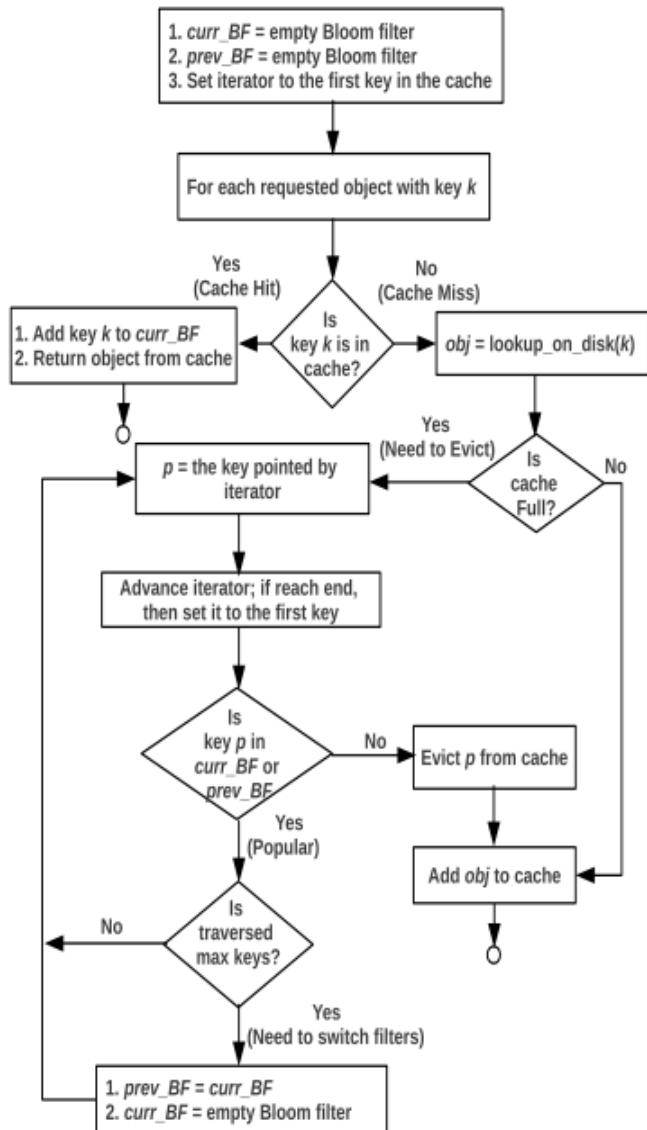 1. curr_BF = empty Bloom filter
2. prev_BF = empty Bloom filter
3. Set iterator to the first key in the cache
For each requested object with key k
Yes
(Cache Hit)
No
(Cache Miss)
Is
key k is in
cache?
1. Add key k to curr_BF
2. Return object from cache
obj = lookup_on_disk(k)
Yes
(Need to Evict)
Is
cache
Full?
No
p = the key pointed by
iterator
Advance iterator; if reach end,
then set it to the first key
Is
key p in
curr_BF or
prev_BF
No
Evict p from cache
Yes
(Popular)
Add obj to cache
Is
traversed
max keys?
No
Yes
(Need to switch filters)
1. prev_BF = curr_BF
2. curr_BF = empty Bloom filter